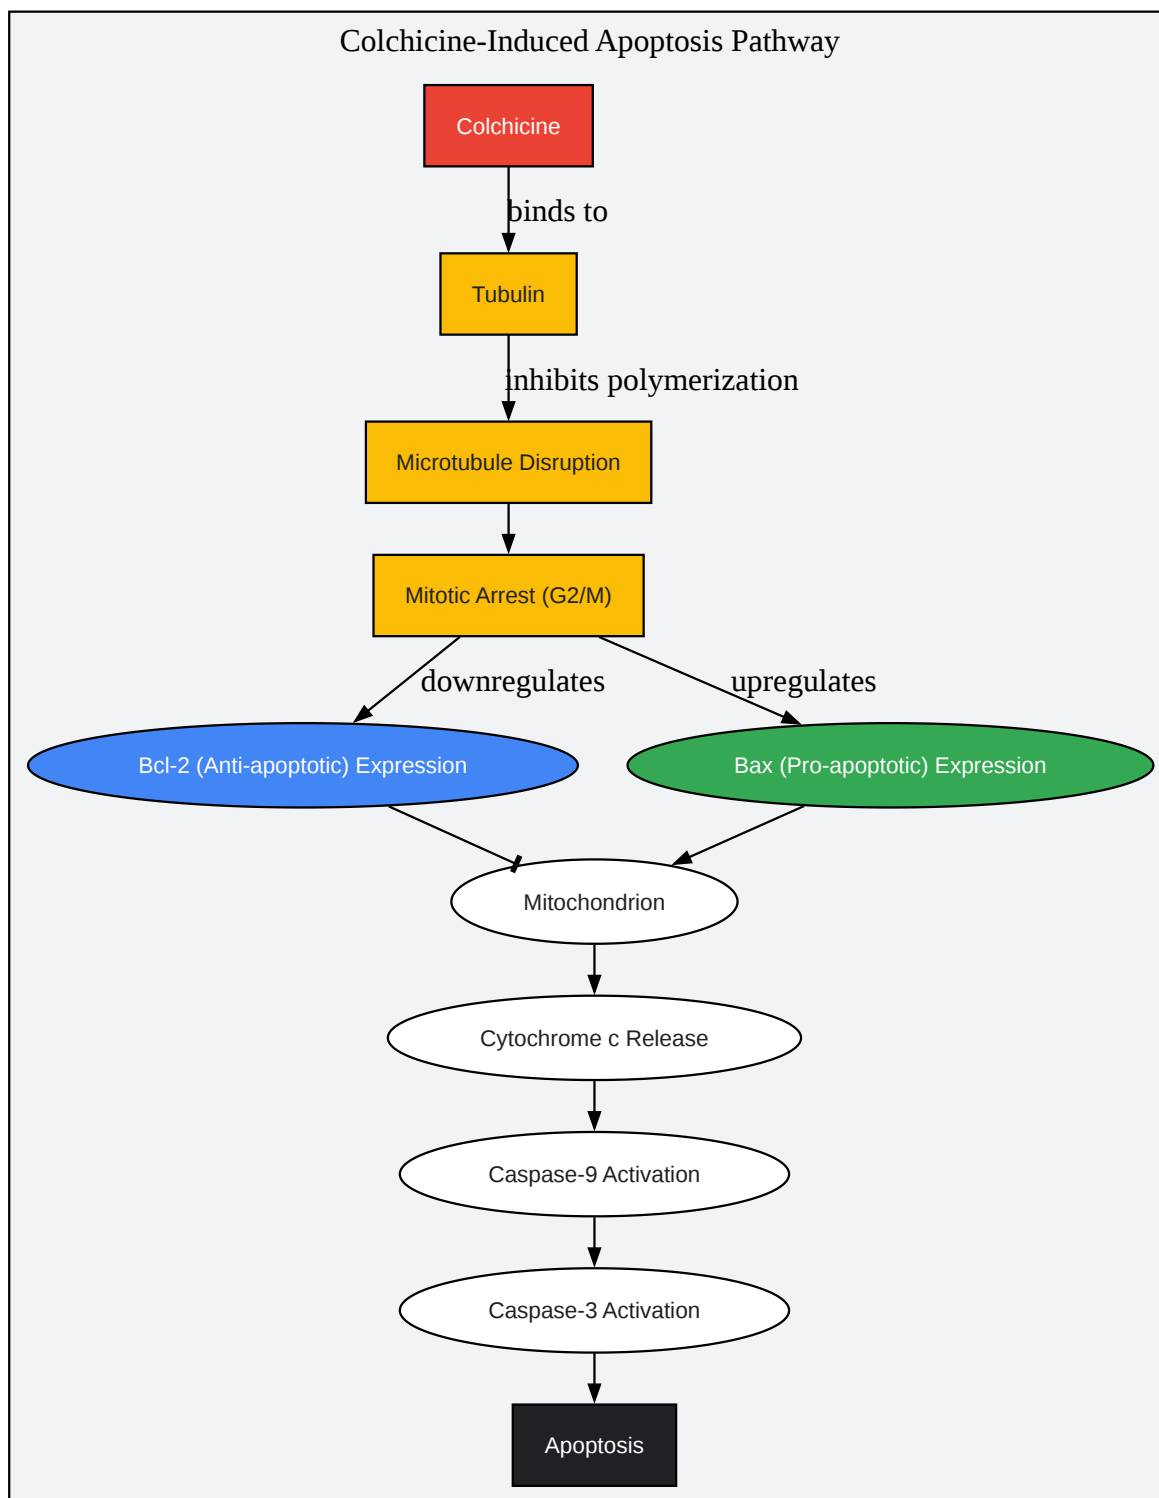 Colchicine-Induced Apoptosis Pathway
Colchicine
binds to
Tubulin
inhibits polymerization
Microtubule Disruption
Mitotic Arrest (G2/M)
downregulates
upregulates
Bcl-2 (Anti-apoptotic) Expression
Bax (Pro-apoptotic) Expression
Mitochondrion
Cytochrome c Release
Caspase-9 Activation
Caspase-3 Activation
Apoptosis